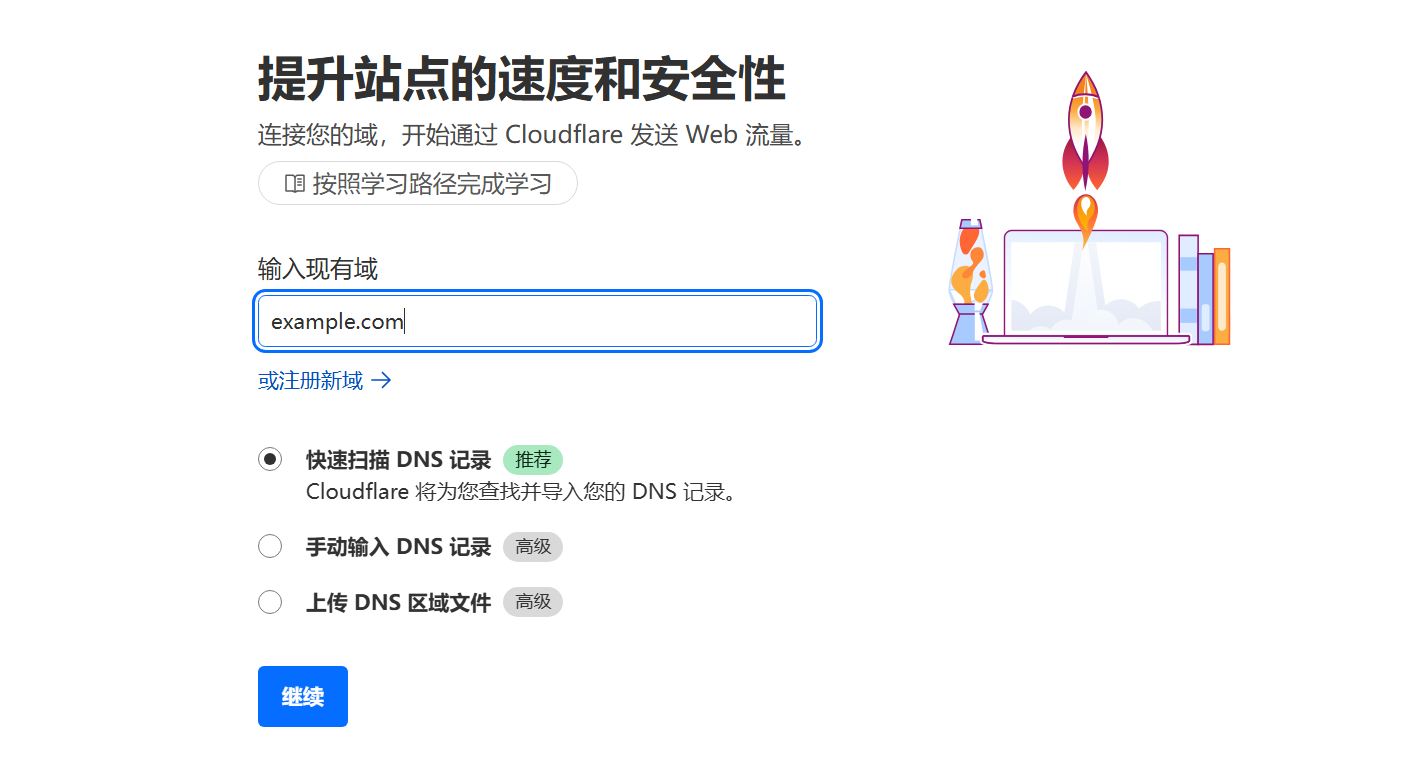 提升站点的速度和安全性
连接您的域，开始通过 Cloudflare 发送 Web 流量。
按照学习路径完成学习
输入现有域
example.com
或注册新域 →
快速扫描 DNS 记录 推荐
Cloudflare 将为您查找并导入您的 DNS 记录。
手动输入 DNS 记录 高级
上传 DNS 区域文件 高级
继续